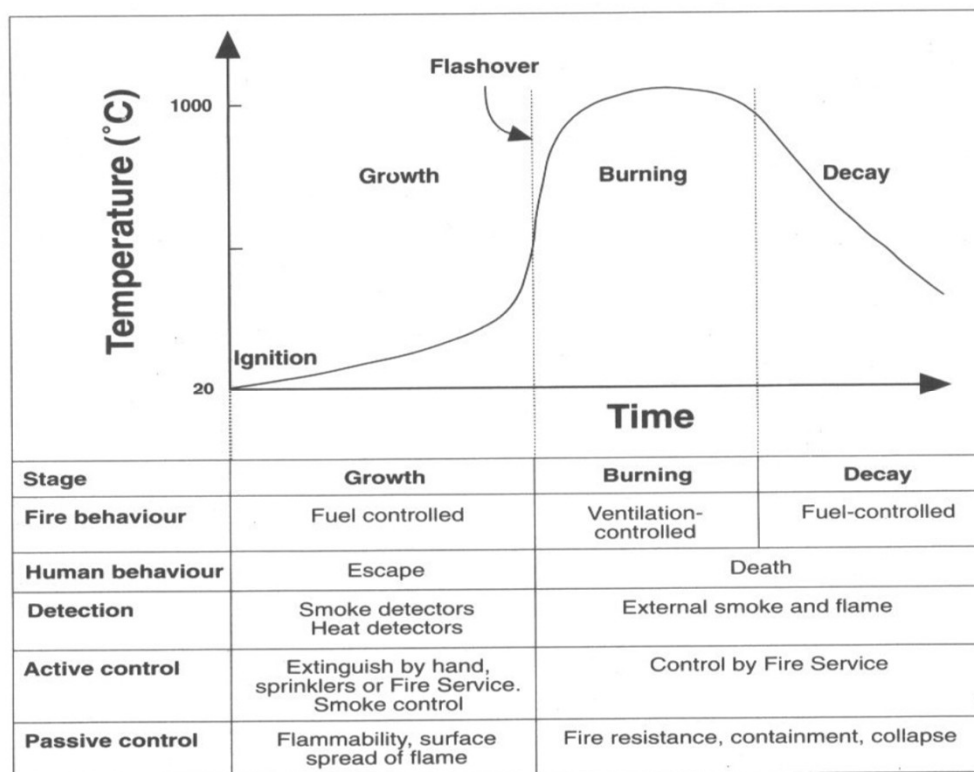 Flashover
Temperature (°C)
1000
Growth
Burning
Decay
Ignition
20
Time
Stage
Growth
Burning
Decay
Fire behaviour
Fuel controlled
Ventilation-
controlled
Fuel-controlled
Human behaviour
Escape
Death
Detection
Smoke detectors
Heat detectors
External smoke and flame
Active control
Extinguish by hand,
sprinklers or Fire Service.
Smoke control
Control by Fire Service
Passive control
Flammability, surface
spread of flame
Fire resistance, containment, collapse